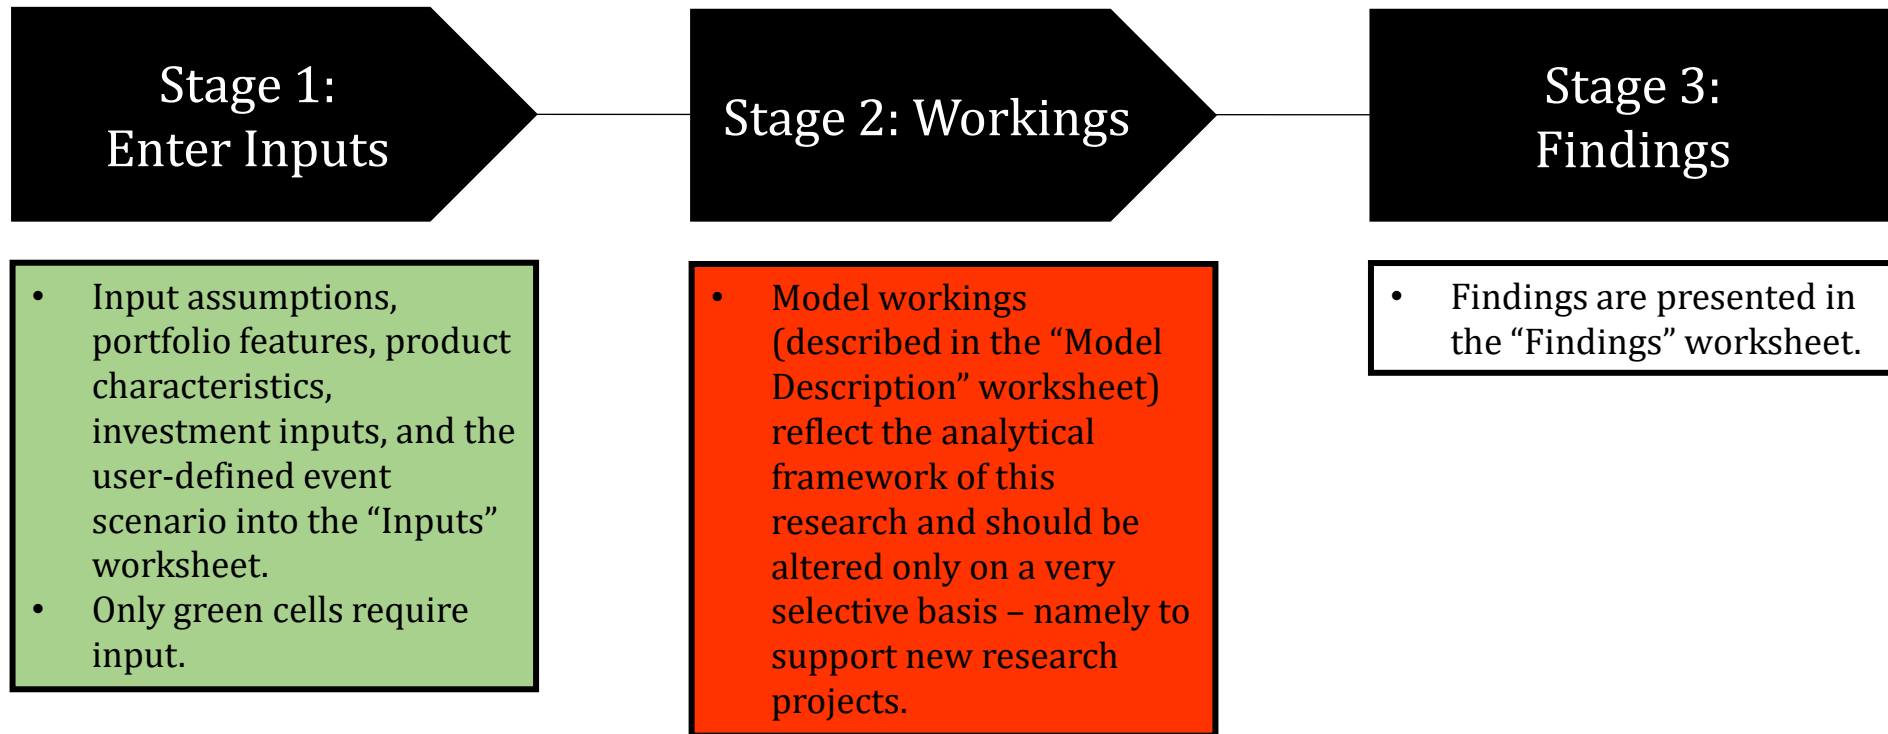 Stage 1:
Enter Inputs
Stage 2: Workings
Stage 3:
Findings
• Input assumptions,
portfolio features, product
characteristics,
investment inputs, and the
user-defined event
scenario into the “Inputs”
worksheet.
• Only green cells require
input.
• Model workings
(described in the “Model
Description” worksheet)
reflect the analytical
framework of this
research and should be
altered only on a very
selective basis – namely to
support new research
projects.
• Findings are presented in
the “Findings” worksheet.